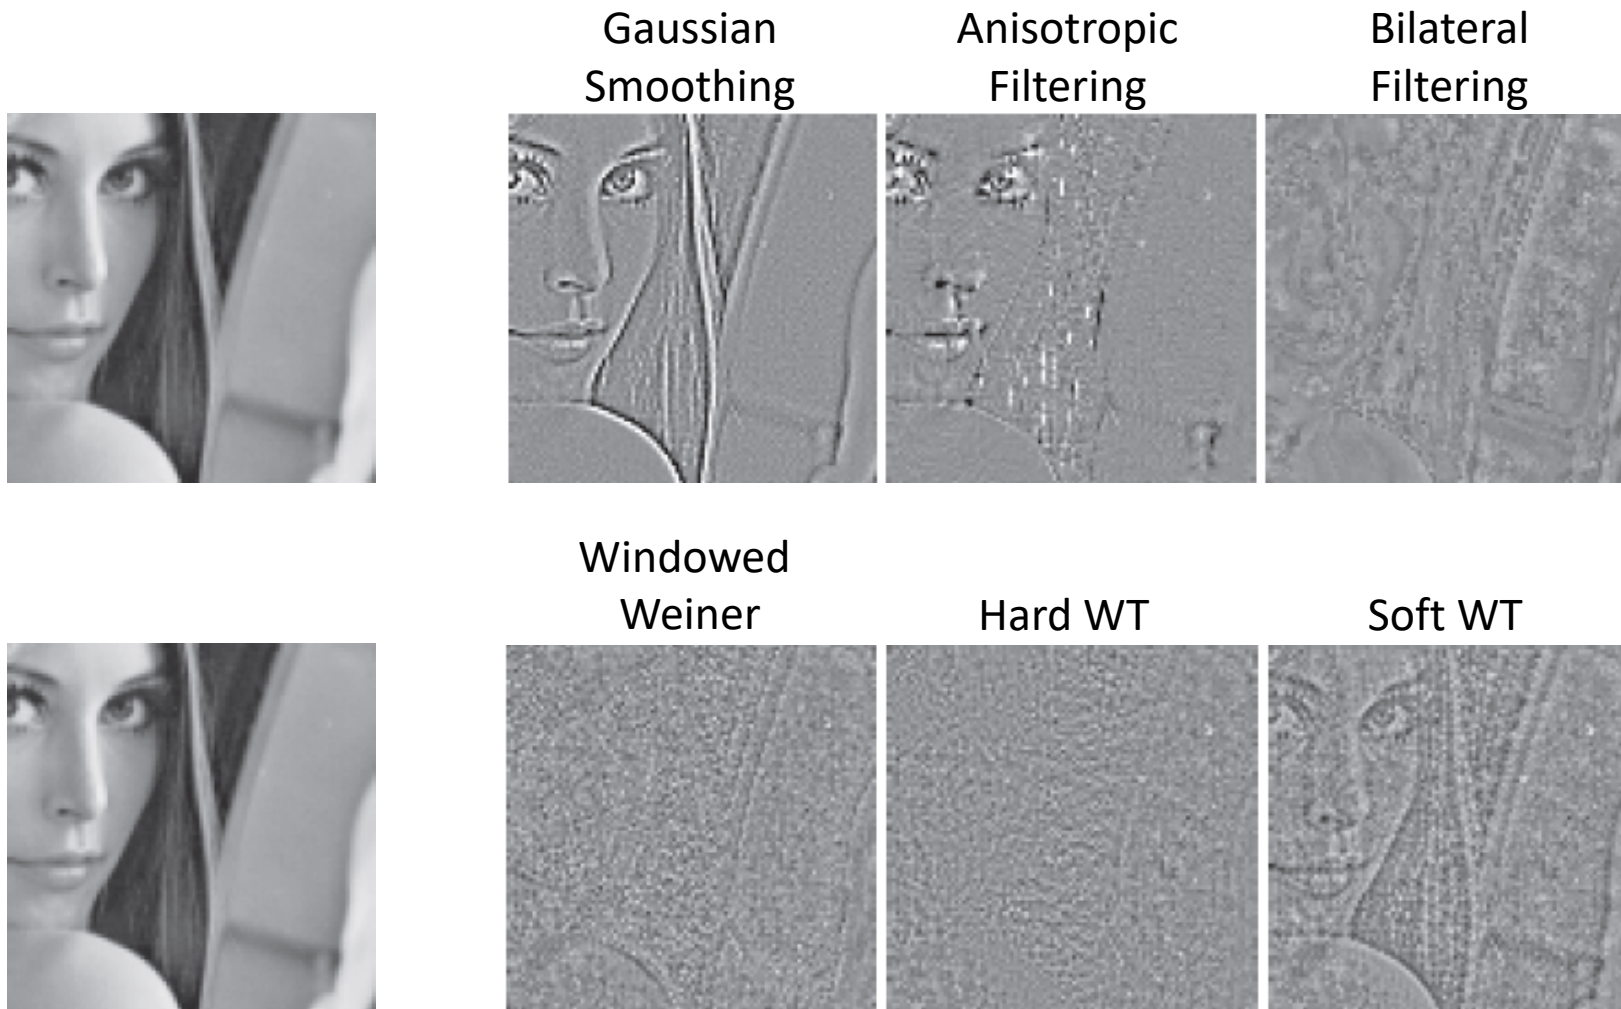 Gaussian
Smoothing
Anisotropic
Filtering
Bilateral
Filtering
Windowed
Weiner
Hard WT
Soft WT